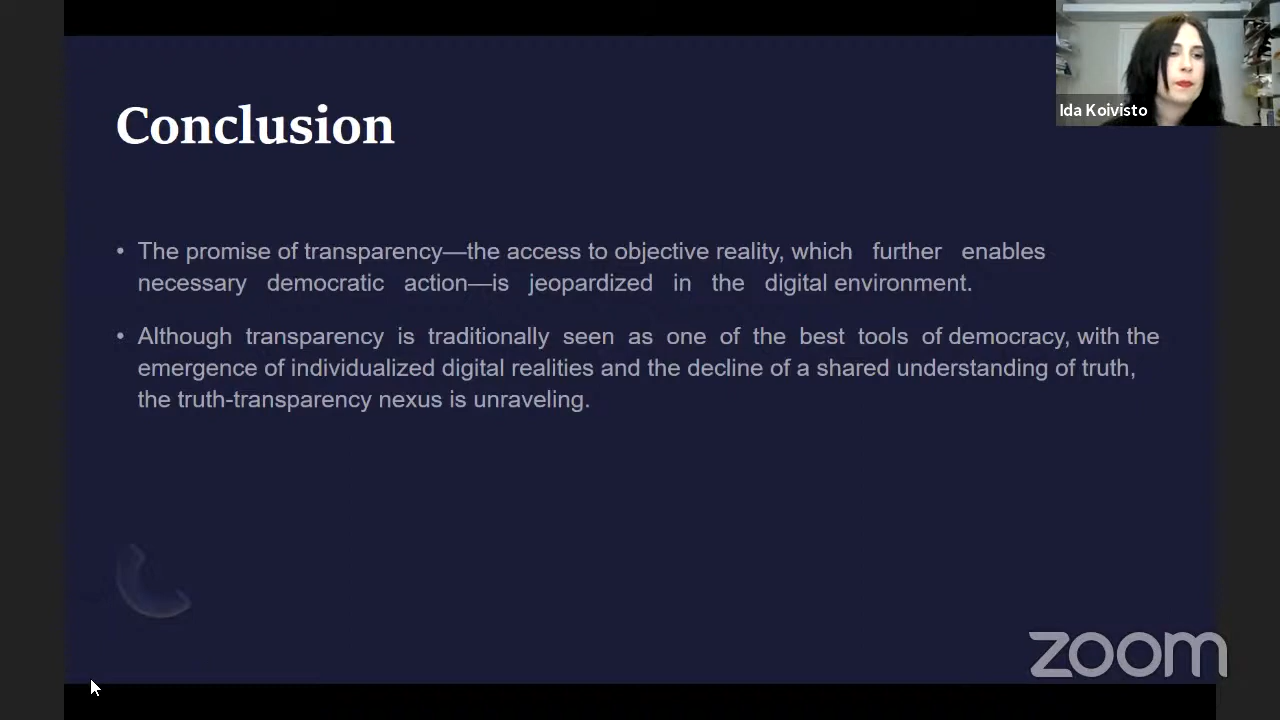 Conclusion
Ida Koivisto
• The promise of transparency—the access to objective reality, which further enables
necessary democratic action—is jeopardized in the digital environment.
• Although transparency is traditionally seen as one of the best tools of democracy, with the
emergence of individualized digital realities and the decline of a shared understanding of truth,
the truth-transparency nexus is unraveling.
zoom